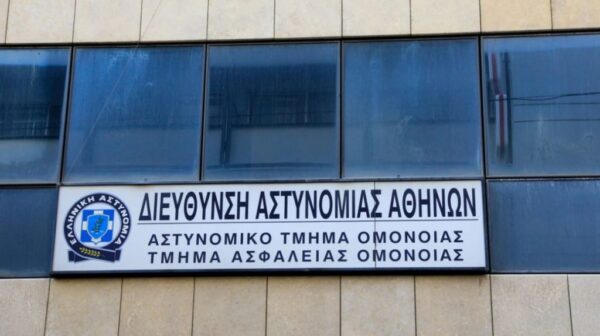 ΔΙΕΥΘΥΝΣΗ ΑΣΤΥΝΟΜΙΑΣ ΑΘΗΝΩΝ
ΕΛΛΗΝΙΚΗ ΑΣΤΥΝΟΜΙΑ
ΑΣΤΥΝΟΜΙΚΟ ΤΜΗΜΑ ΟΜΟΝΟΙΑΣ
ΤΜΗΜΑ ΑΣΦΑΛΕΙΑΣ ΟΜΟΝΟΙΑΣ